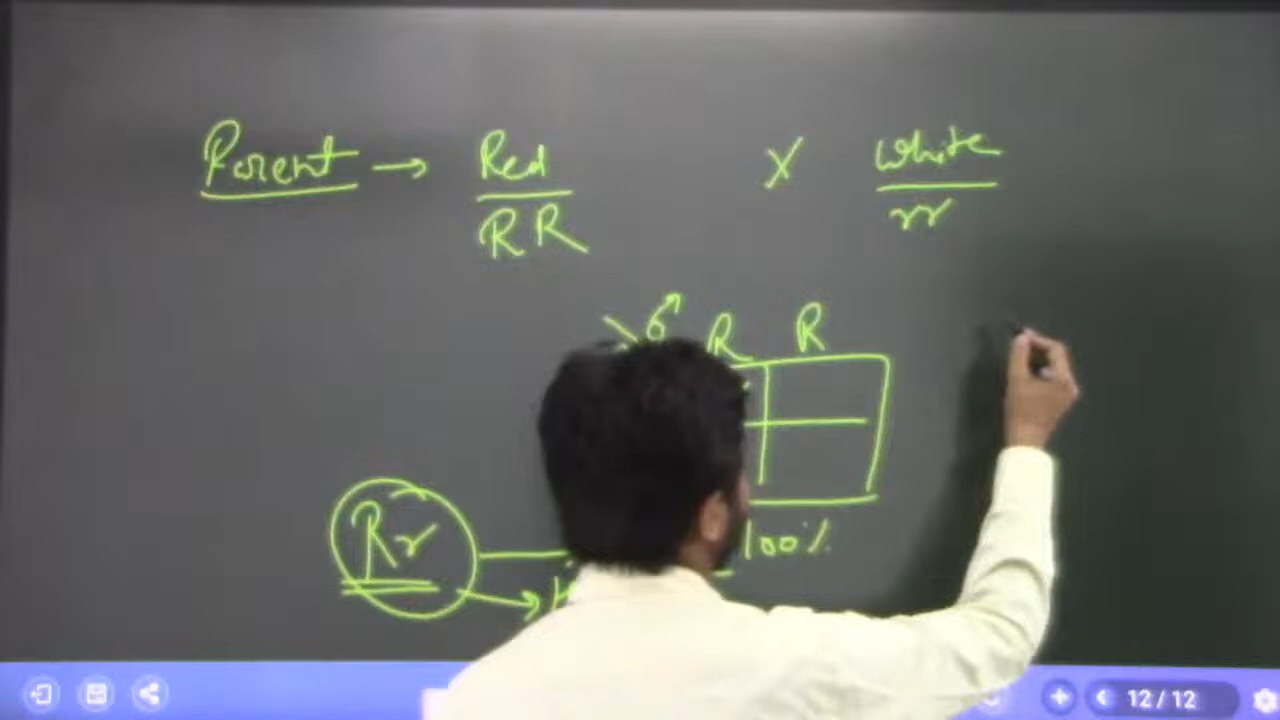 Parent → Red X White
RR rr
♂ R R
Rr
100%
12/12